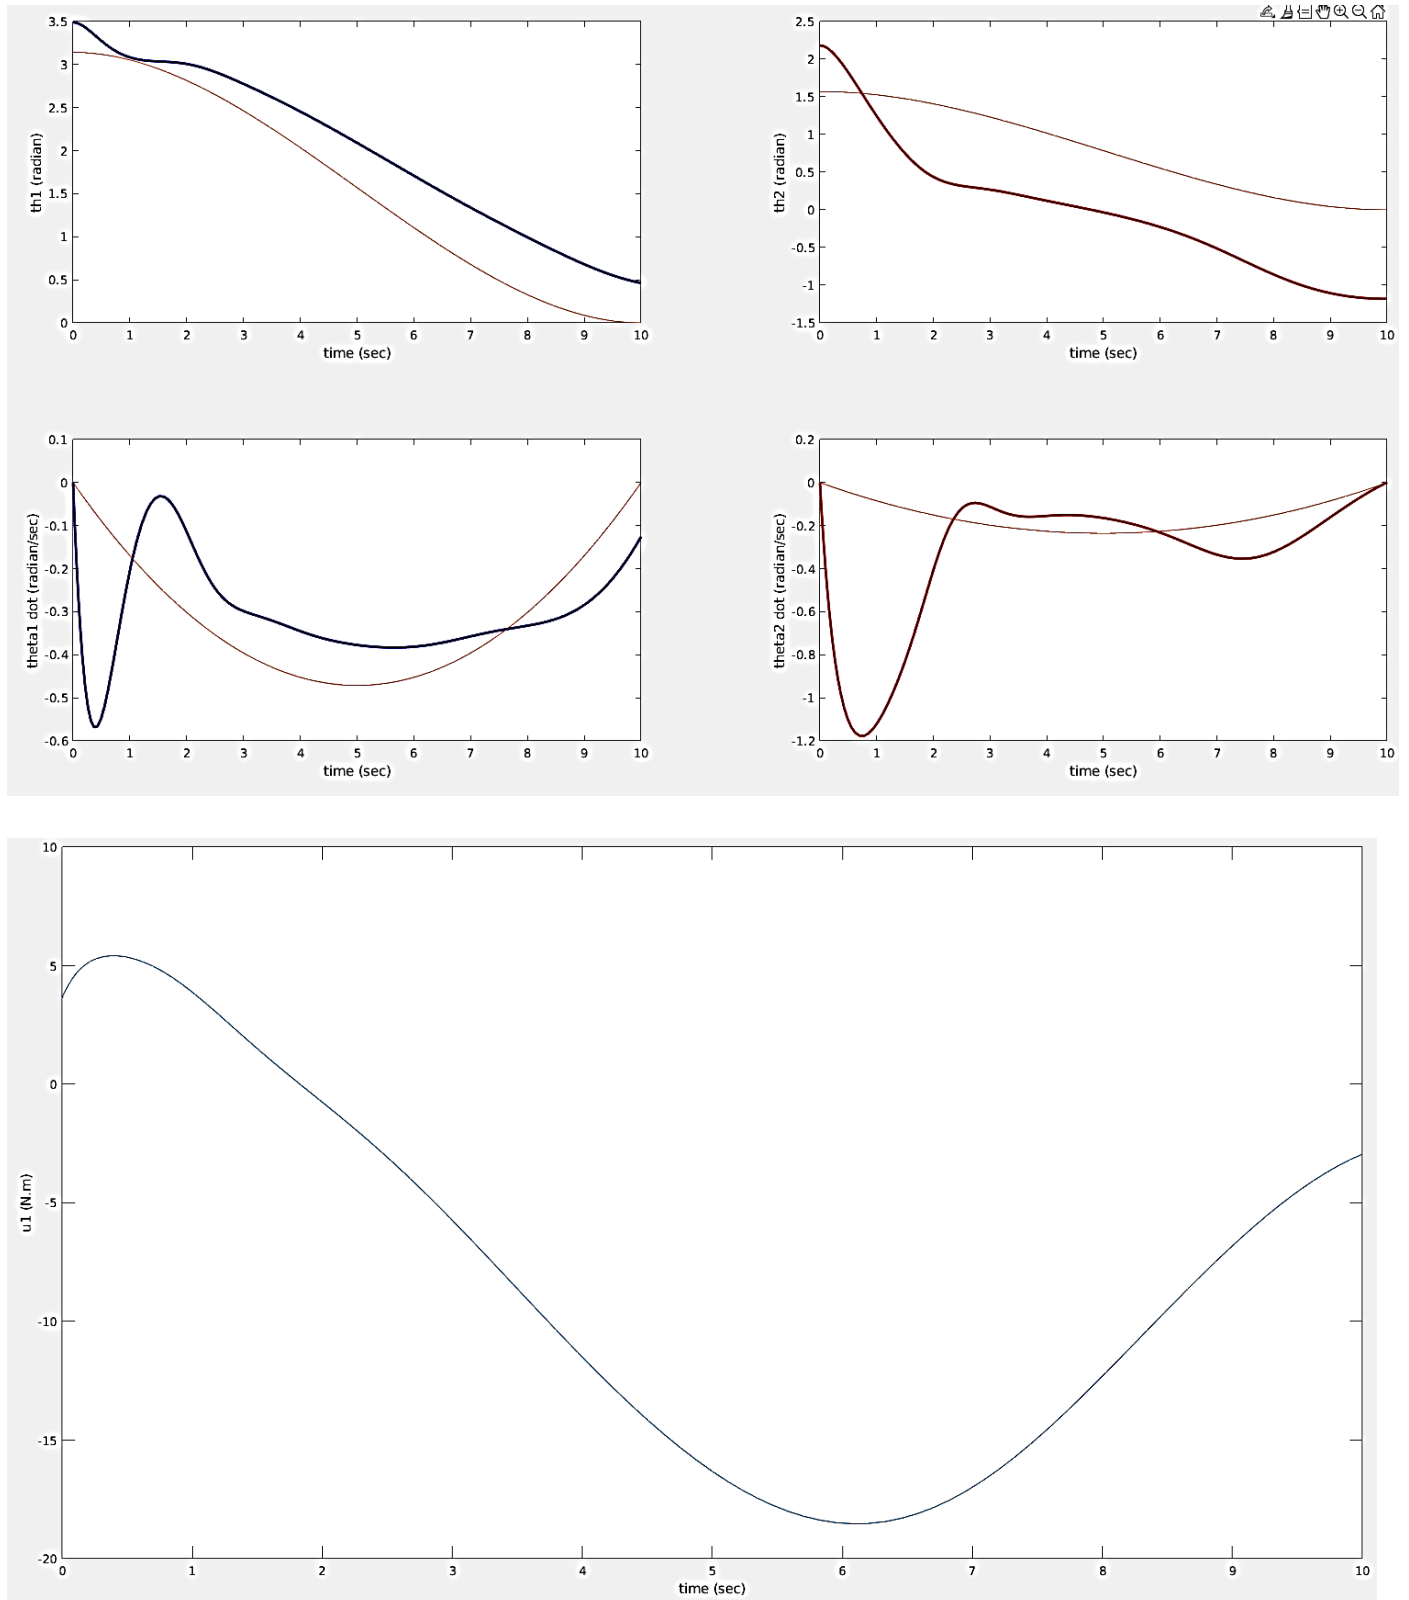 3.5
3
2.5
2
1.5
1
0.5
0
th1 (radian)
0 1 2 3 4 5 6 7 8 9 10
time (sec)
2.5
2
1.5
1
0.5
0
-0.5
-1
-1.5
th2 (radian)
0 1 2 3 4 5 6 7 8 9 10
time (sec)
0.1
0
-0.1
-0.2
-0.3
-0.4
-0.5
-0.6
theta1 dot (radian/sec)
0 1 2 3 4 5 6 7 8 9 10
time (sec)
0.2
0
-0.2
-0.4
-0.6
-0.8
-1
-1.2
theta2 dot (radian/sec)
0 1 2 3 4 5 6 7 8 9 10
time (sec)
10
5
0
-5
-10
-15
-20
u1 (N.m)
0 1 2 3 4 5 6 7 8 9 10
time (sec)